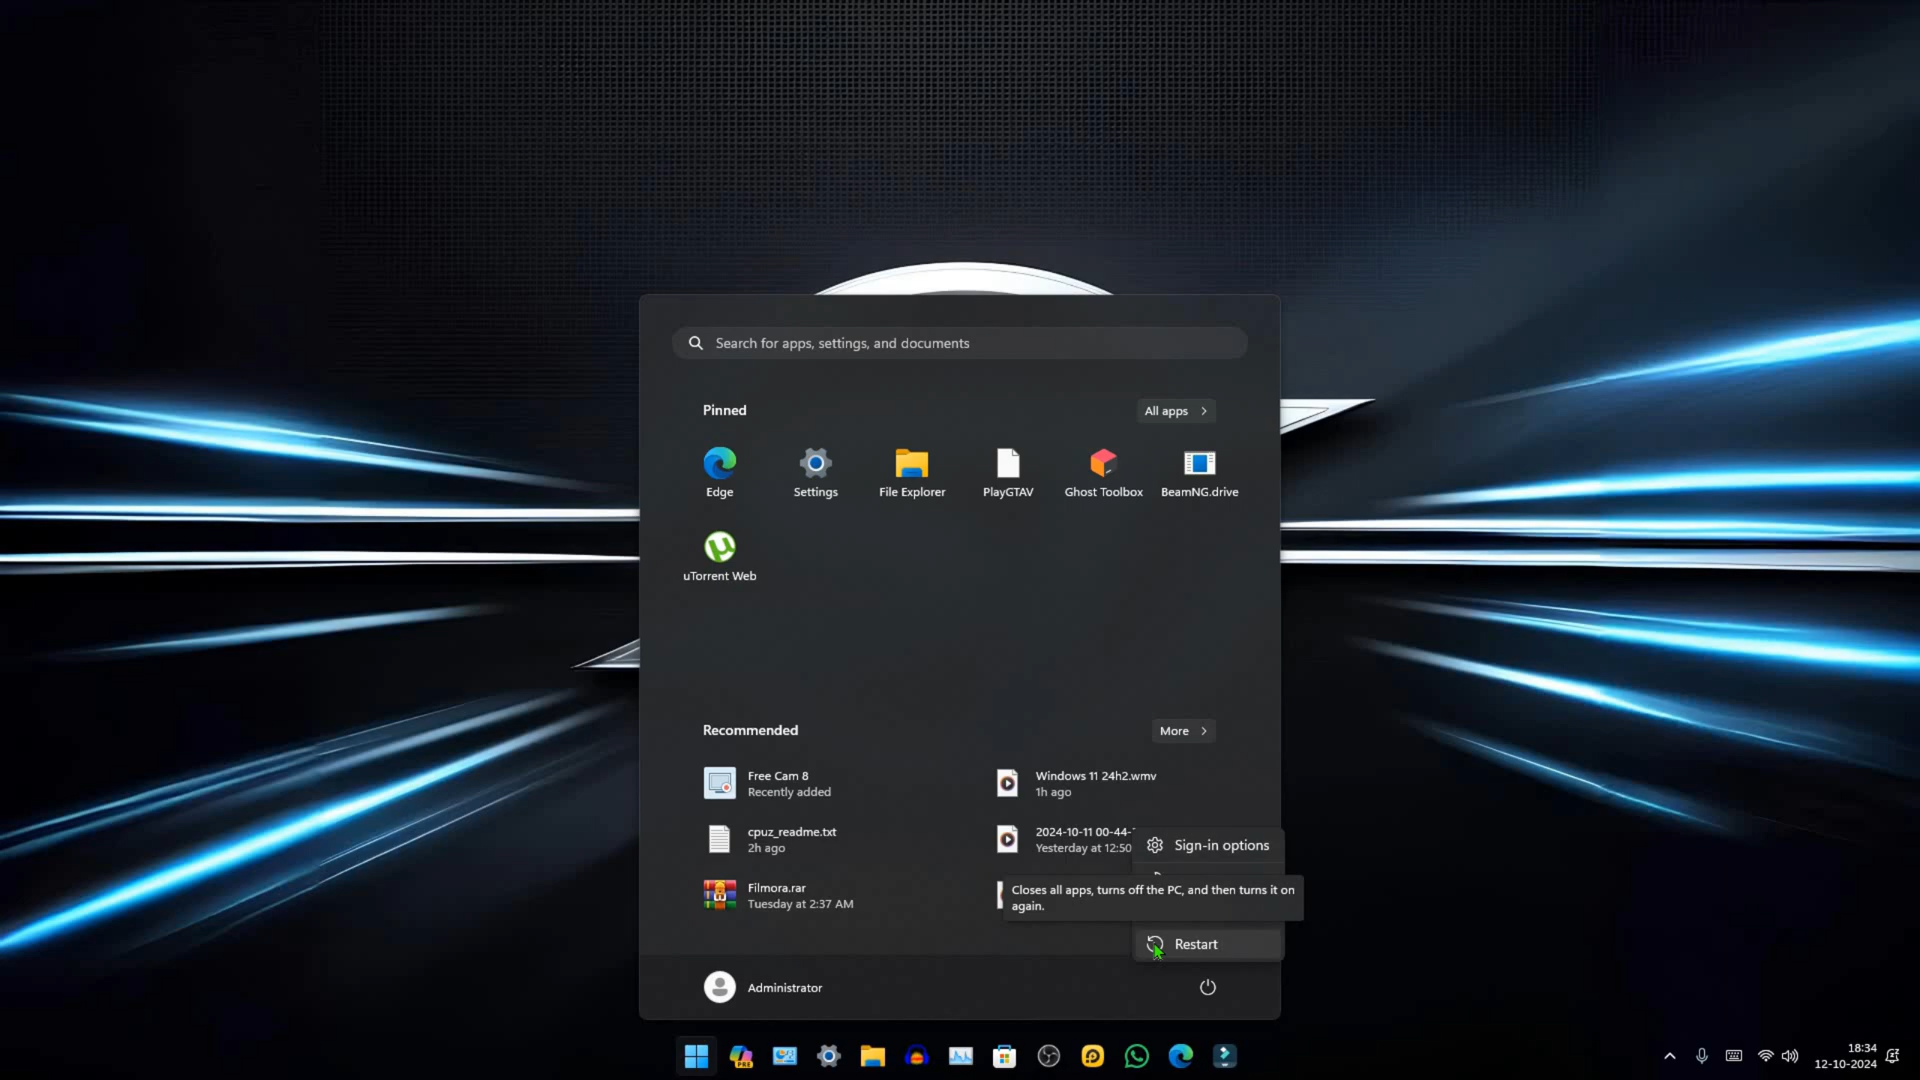 Search for apps, settings, and documents
Pinned
All apps
Edge
Settings
File Explorer
PlayGTAV
Ghost Toolbox
BeamNG.drive
uTorrent Web
Recommended
More
Free Cam 8
Recently added
Windows 11 24h2.wmv
1h ago
cpuz_readme.txt
2h ago
2024-10-11 00-44-
Yesterday at 12:50
Sign-in options
Filmora.rar
Tuesday at 2:37 AM
Closes all apps, turns off the PC, and then turns it on
again.
Restart
Administrator
PRE
18:34
12-10-2024